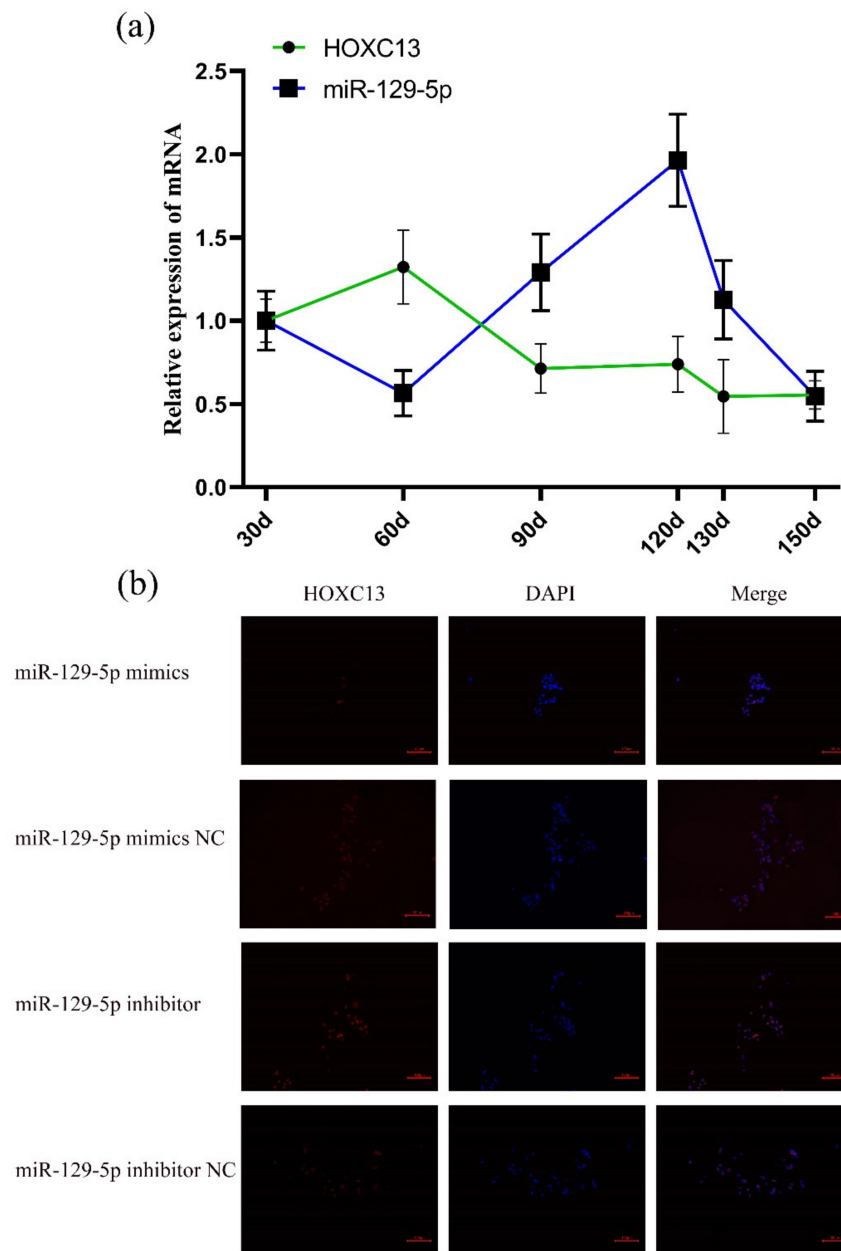 (a)
HOXC13
miR-129-5p
Relative expression of mRNA
2.5
2.0
1.5
1.0
0.5
0.0
30d
60d
90d
120d
130d
150d
(b)
HOXC13
DAPI
Merge
miR-129-5p mimics
miR-129-5p mimics NC
miR-129-5p inhibitor
miR-129-5p inhibitor NC